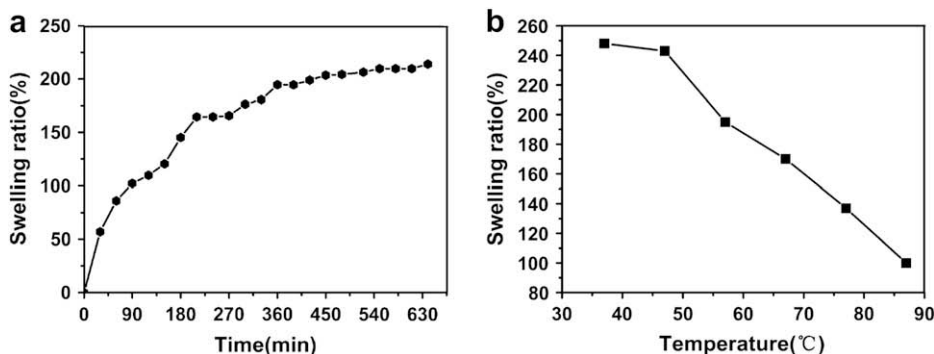 a
250
200
150
100
50
0
Swelling ratio(%)
0 90 180 270 360 450 540 630
Time(min)
b
260
240
220
200
180
160
140
120
100
80
Swelling ratio(%)
30 40 50 60 70 80 90
Temperature(℃)